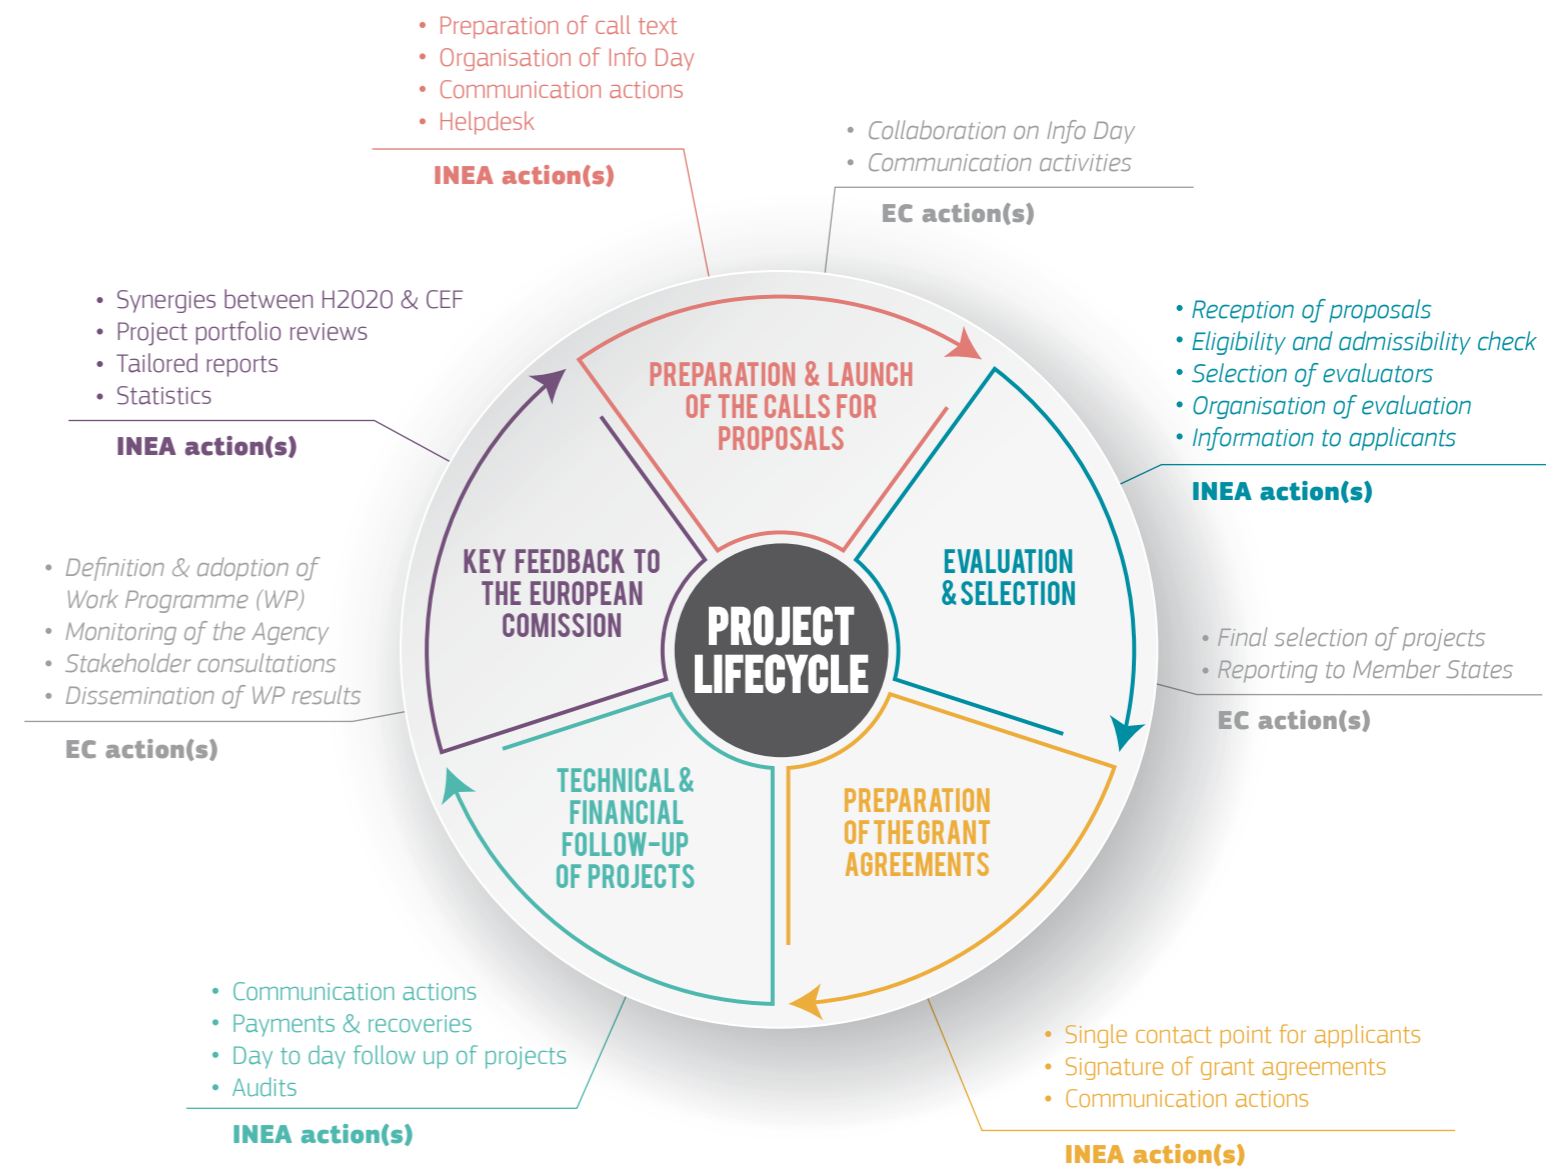 • Preparation of call text
• Organisation of Info Day
• Communication actions
• Helpdesk
INEA action(s)
• Collaboration on Info Day
• Communication activities
EC action(s)
• Synergies between H2020 & CEF
• Project portfolio reviews
• Tailored reports
• Statistics
INEA action(s)
• Reception of proposals
• Eligibility and admissibility check
• Selection of evaluators
• Organisation of evaluation
• Information to applicants
INEA action(s)
PREPARATION & LAUNCH
OF THE CALLS FOR
PROPOSALS
KEY FEEDBACK TO
THE EUROPEAN
COMISSION
EVALUATION
& SELECTION
PROJECT
LIFECYCLE
• Definition & adoption of
Work Programme (WP)
• Monitoring of the Agency
• Stakeholder consultations
• Dissemination of WP results
EC action(s)
• Final selection of projects
• Reporting to Member States
EC action(s)
TECHNICAL &
FINANCIAL
FOLLOW-UP
OF PROJECTS
PREPARATION
OF THE GRANT
AGREEMENTS
• Communication actions
• Payments & recoveries
• Day to day follow up of projects
• Audits
INEA action(s)
• Single contact point for applicants
• Signature of grant agreements
• Communication actions
INEA action(s)